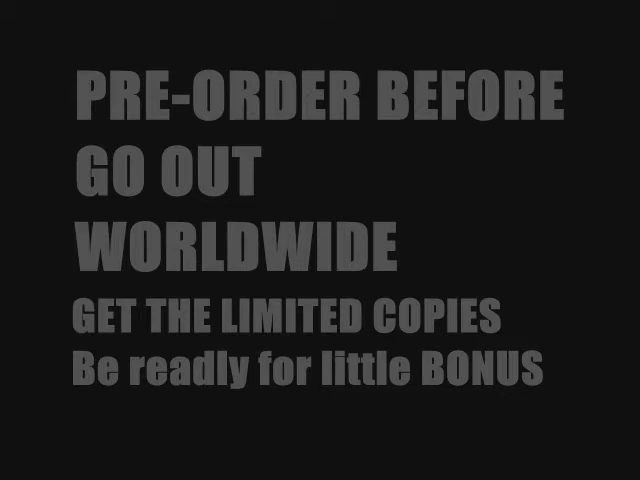 PRE-ORDER BEFORE
GO OUT
WORLDWIDE
GET THE LIMITED COPIES
Be readly for little BONUS